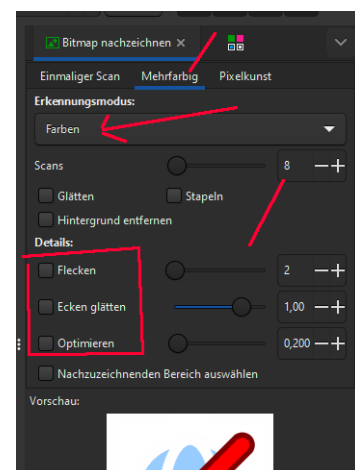 Bitmap nachzeichnen
Einmaliger Scan Mehrfarbig Pixelkunst
Erkennungsmodus:
Farben
Scans 8
Glätten Stapeln
Hintergrund entfernen
Details:
Flecken 2
Ecken glätten 1,00
Optimieren 0,200
Nachzuzeichnenden Bereich auswählen
Vorschau: